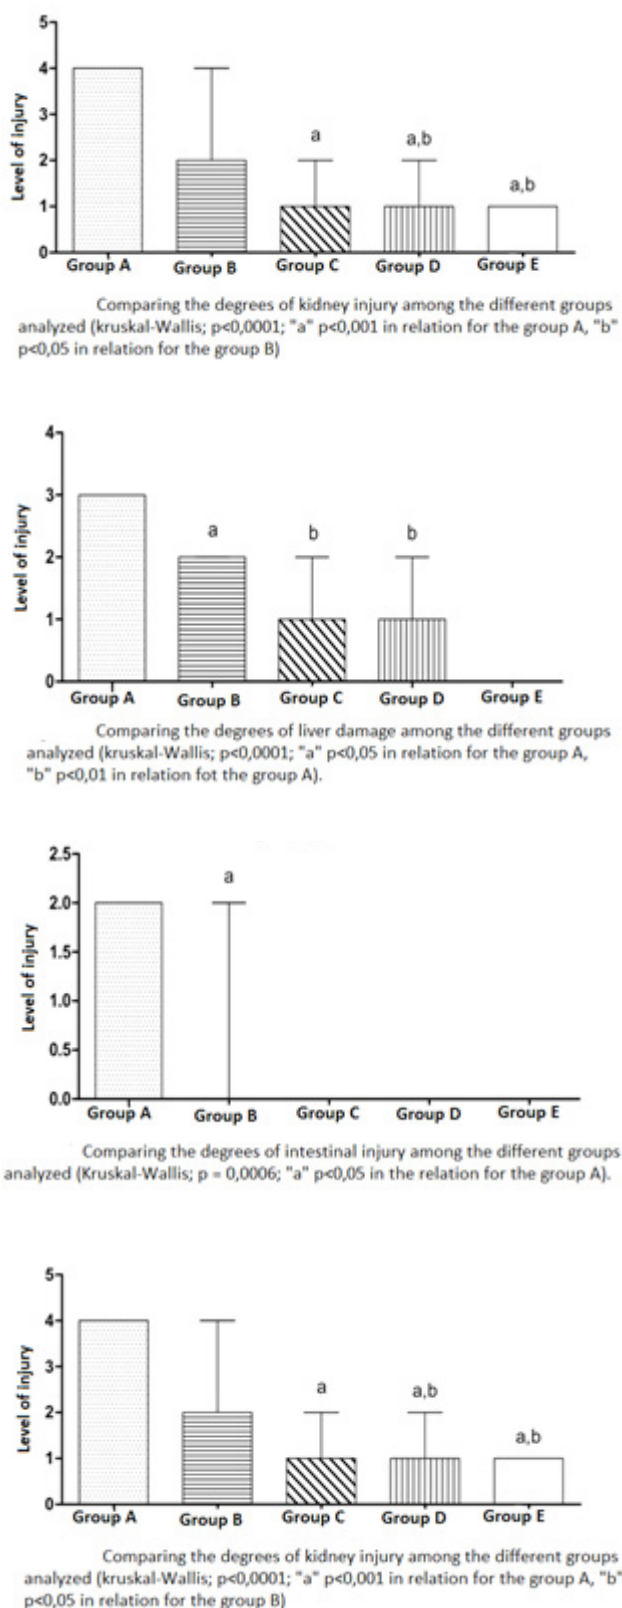 5
4
a
a,b
3
a,b
2
1
0
Level of injury
Group A Group B Group C Group D Group E
Comparing the degrees of kidney injury among the different groups
analyzed (kruskal-Wallis; p<0,0001; "a" p<0,001 in relation for the group A, "b"
p<0,05 in relation for the group B)
4
3
a
b
b
2
1
0
Level of injury
Group A Group B Group C Group D Group E
Comparing the degrees of liver damage among the different groups
analyzed (kruskal-Wallis; p<0,0001; "a" p<0,05 in relation for the group A,
"b" p<0,01 in relation fot the group A).
2.5
a
2.0
1.5
1.0
0.5
0.0
Level of injury
Group A Group B Group C Group D Group E
Comparing the degrees of intestinal injury among the different groups
analyzed (Kruskal-Wallis; p = 0,0006; "a" p<0,05 in the relation for the group A).
5
4
a
a,b
3
a,b
2
1
0
Level of injury
Group A Group B Group C Group D Group E
Comparing the degrees of kidney injury among the different groups
analyzed (kruskal-Wallis; p<0,0001; "a" p<0,001 in relation for the group A, "b"
p<0,05 in relation for the group B)